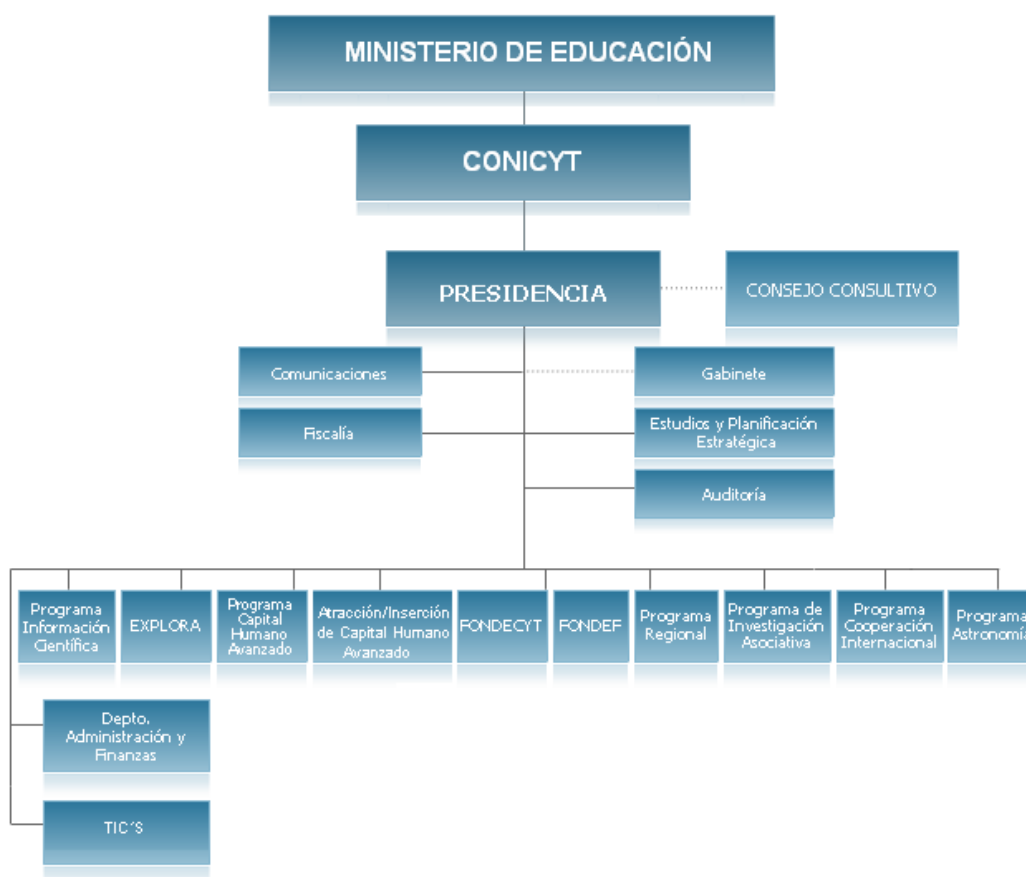 MINISTERIO DE EDUCACIÓN
CONICYT
PRESIDENCIA
CONSEJO CONSULTIVO
Comunicaciones
Gabinete
Fiscalía
Estudios y Planificación
Estratégica
Auditoría
Programa
Información
Científica
EXPLORA
Programa
Capital
Humano
Avanzado
Atracción/Inserción
de Capital Humano
Avanzado
FONDECYT
FONDEF
Programa
Regional
Programa de
Investigación
Asociativa
Programa
Cooperación
Internacional
Programa
Astronomía
Depto.
Administración y
Finanzas
TIC´S